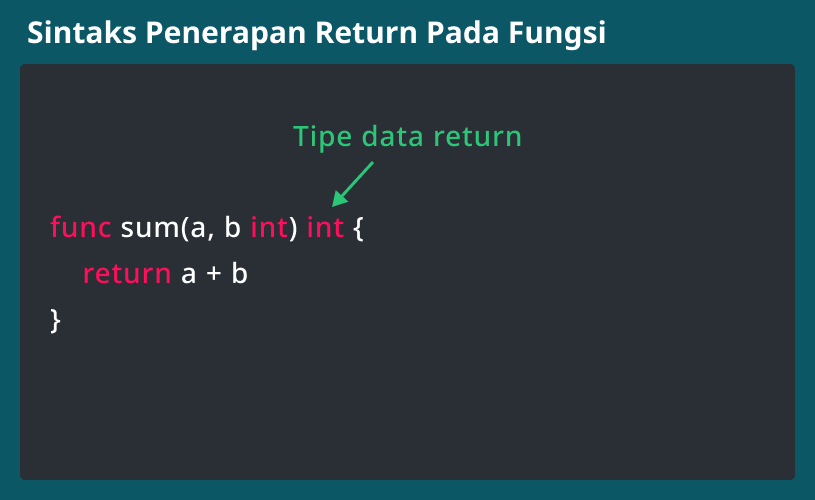 Sintaks Penerapan Return Pada Fungsi
Tipe data return
func sum(a, b int) int {
return a + b
}